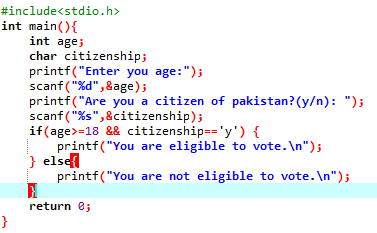 #include<stdio.h>
int main(){
    int age;
    char citizenship;
    printf("Enter you age:");
    scanf("%d",&age);
    printf("Are you a citizen of pakistan?(y/n): ");
    scanf("%s",&citizenship);
    if(age>=18 && citizenship=='y') {
        printf("You are eligible to vote.\n");
    } else{
        printf("You are not eligible to vote.\n");
    }
    return 0;
}